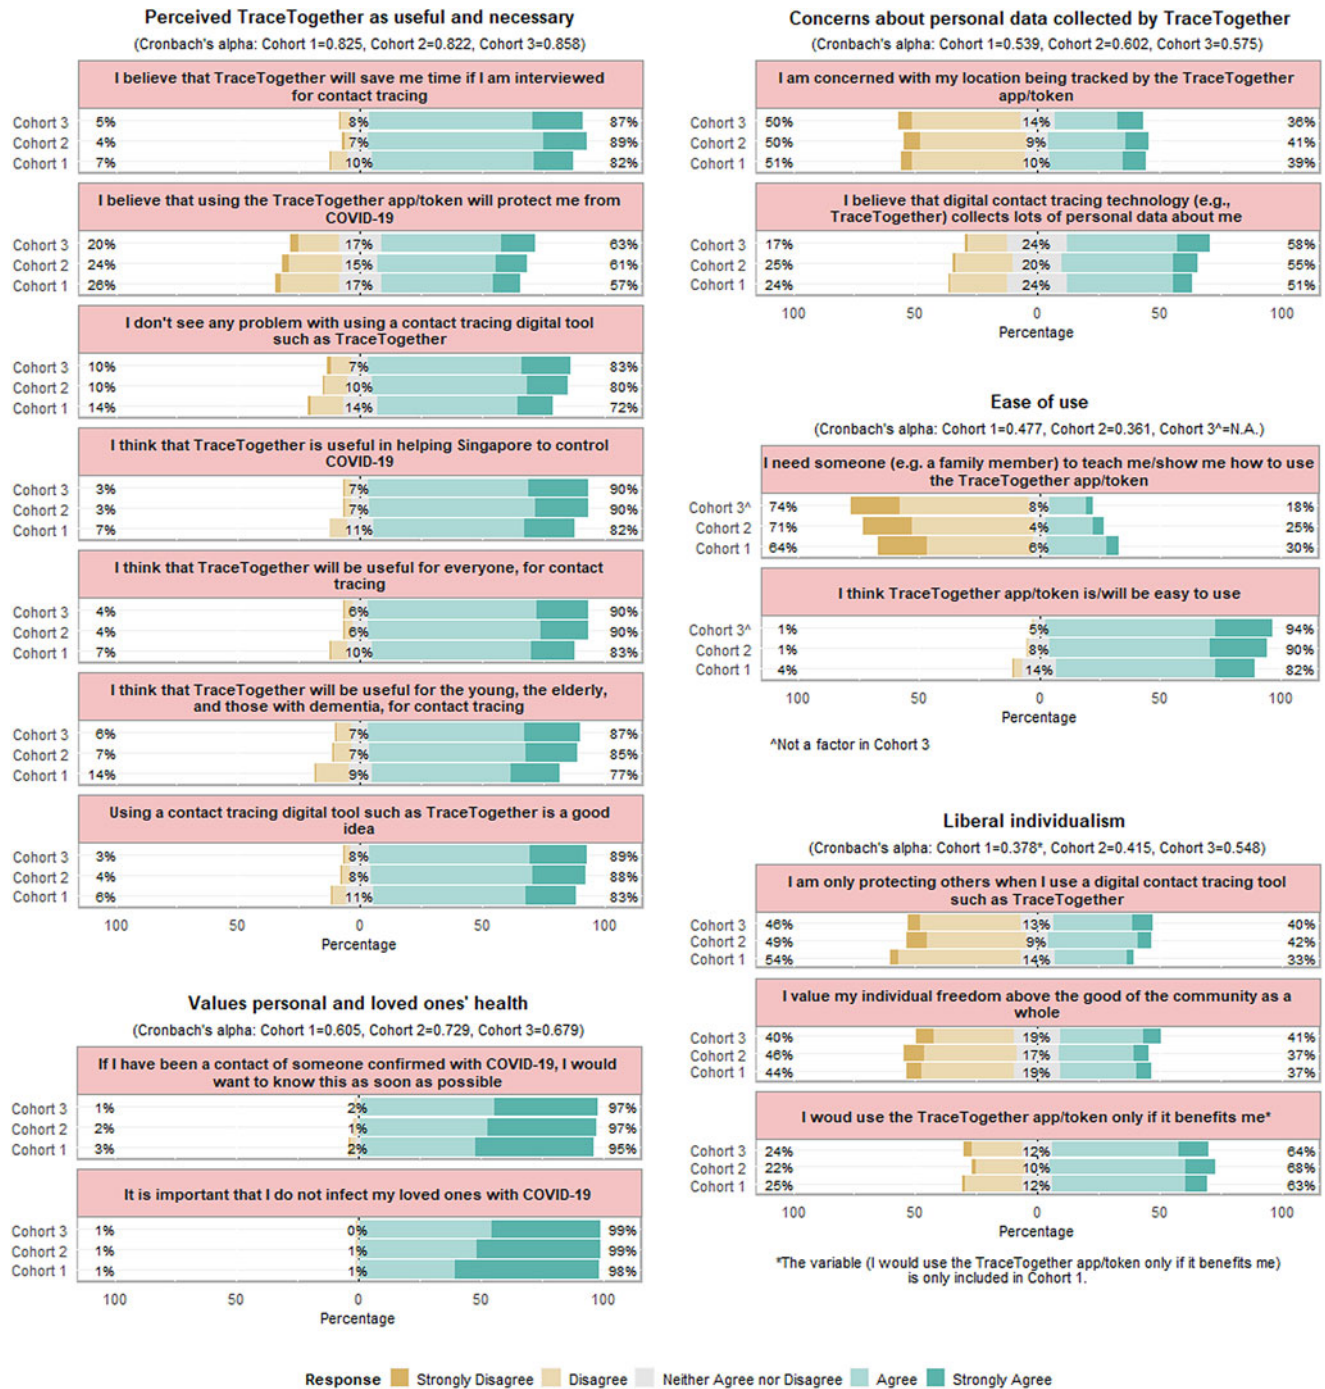 Perceived TraceTogether as useful and necessary
(Cronbach's alpha: Cohort 1=0.825, Cohort 2=0.822, Cohort 3=0.858)
I believe that TraceTogether will save me time if I am interviewed
for contact tracing
Cohort 3 5% 8% 87%
Cohort 2 4% 7% 89%
Cohort 1 7% 10% 82%
I believe that using the TraceTogether app/token will protect me from
COVID-19
Cohort 3 20% 17% 63%
Cohort 2 24% 15% 61%
Cohort 1 26% 17% 57%
I don't see any problem with using a contact tracing digital tool
such as TraceTogether
Cohort 3 10% 7% 83%
Cohort 2 10% 10% 80%
Cohort 1 14% 14% 72%
I think that TraceTogether is useful in helping Singapore to control
COVID-19
Cohort 3 3% 7% 90%
Cohort 2 3% 7% 90%
Cohort 1 7% 11% 82%
I think that TraceTogether will be useful for everyone, for contact
tracing
Cohort 3 4% 6% 90%
Cohort 2 4% 6% 90%
Cohort 1 7% 10% 83%
I think that TraceTogether will be useful for the young, the elderly,
and those with dementia, for contact tracing
Cohort 3 6% 7% 87%
Cohort 2 7% 7% 85%
Cohort 1 14% 9% 77%
Using a contact tracing digital tool such as TraceTogether is a good
idea
Cohort 3 3% 8% 89%
Cohort 2 4% 8% 88%
Cohort 1 6% 11% 83%
100 50 0 50 100
Percentage
Values personal and loved ones' health
(Cronbach's alpha: Cohort 1=0.605, Cohort 2=0.729, Cohort 3=0.679)
If I have been a contact of someone confirmed with COVID-19, I would
want to know this as soon as possible
Cohort 3 1% 2% 97%
Cohort 2 2% 1% 97%
Cohort 1 3% 2% 95%
It is important that I do not infect my loved ones with COVID-19
Cohort 3 1% 0% 99%
Cohort 2 1% 1% 99%
Cohort 1 1% 1% 98%
100 50 0 50 100
Percentage
Concerns about personal data collected by TraceTogether
(Cronbach's alpha: Cohort 1=0.539, Cohort 2=0.602, Cohort 3=0.575)
I am concerned with my location being tracked by the TraceTogether
app/token
Cohort 3 50% 14% 36%
Cohort 2 50% 9% 41%
Cohort 1 51% 10% 39%
I believe that digital contact tracing technology (e.g.,
TraceTogether) collects lots of personal data about me
Cohort 3 17% 24% 58%
Cohort 2 25% 20% 55%
Cohort 1 24% 24% 51%
100 50 0 50 100
Percentage
Ease of use
(Cronbach's alpha: Cohort 1=0.477, Cohort 2=0.361, Cohort 3^=N.A.)
I need someone (e.g. a family member) to teach me/show me how to use
the TraceTogether app/token
Cohort 3^ 74% 8% 18%
Cohort 2 71% 4% 25%
Cohort 1 64% 6% 30%
I think TraceTogether app/token is/will be easy to use
Cohort 3^ 1% 5% 94%
Cohort 2 1% 8% 90%
Cohort 1 4% 14% 82%
100 50 0 50 100
Percentage
^Not a factor in Cohort 3
Liberal individualism
(Cronbach's alpha: Cohort 1=0.378*, Cohort 2=0.415, Cohort 3=0.548)
I am only protecting others when I use a digital contact tracing tool
such as TraceTogether
Cohort 3 46% 13% 40%
Cohort 2 49% 9% 42%
Cohort 1 54% 14% 33%
I value my individual freedom above the good of the community as a
whole
Cohort 3 40% 19% 41%
Cohort 2 46% 17% 37%
Cohort 1 44% 19% 37%
I woud use the TraceTogether app/token only if it benefits me*
Cohort 3 24% 12% 64%
Cohort 2 22% 10% 68%
Cohort 1 25% 12% 63%
100 50 0 50 100
Percentage
*The variable (I would use the TraceTogether app/token only if it benefits me)
is only included in Cohort 1.
Response Strongly Disagree Disagree Neither Agree nor Disagree Agree Strongly Agree